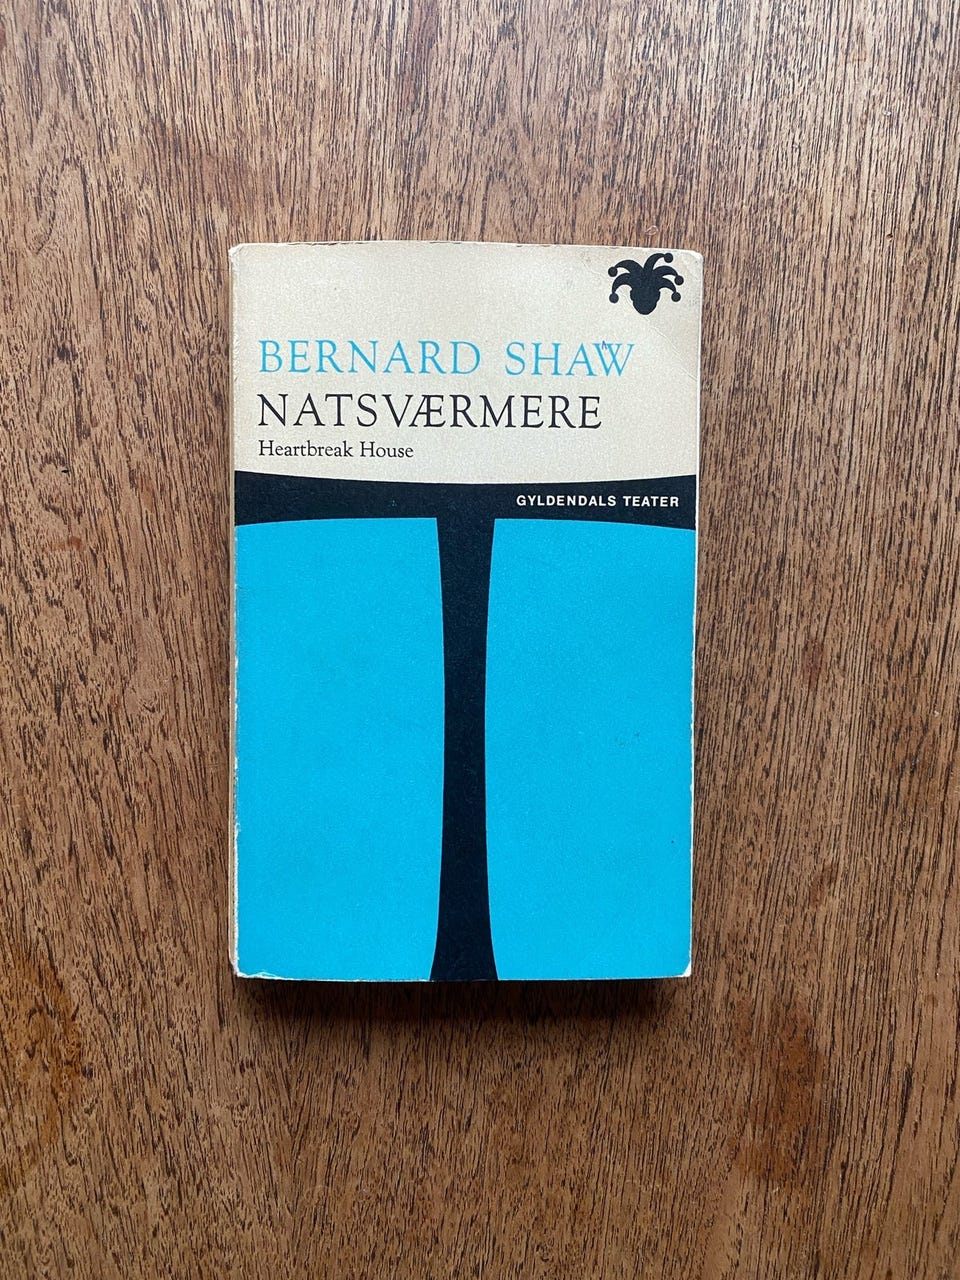 BERNARD SHAW
NATSVÆRMERE
Heartbreak House
GYLDENDALS TEATER